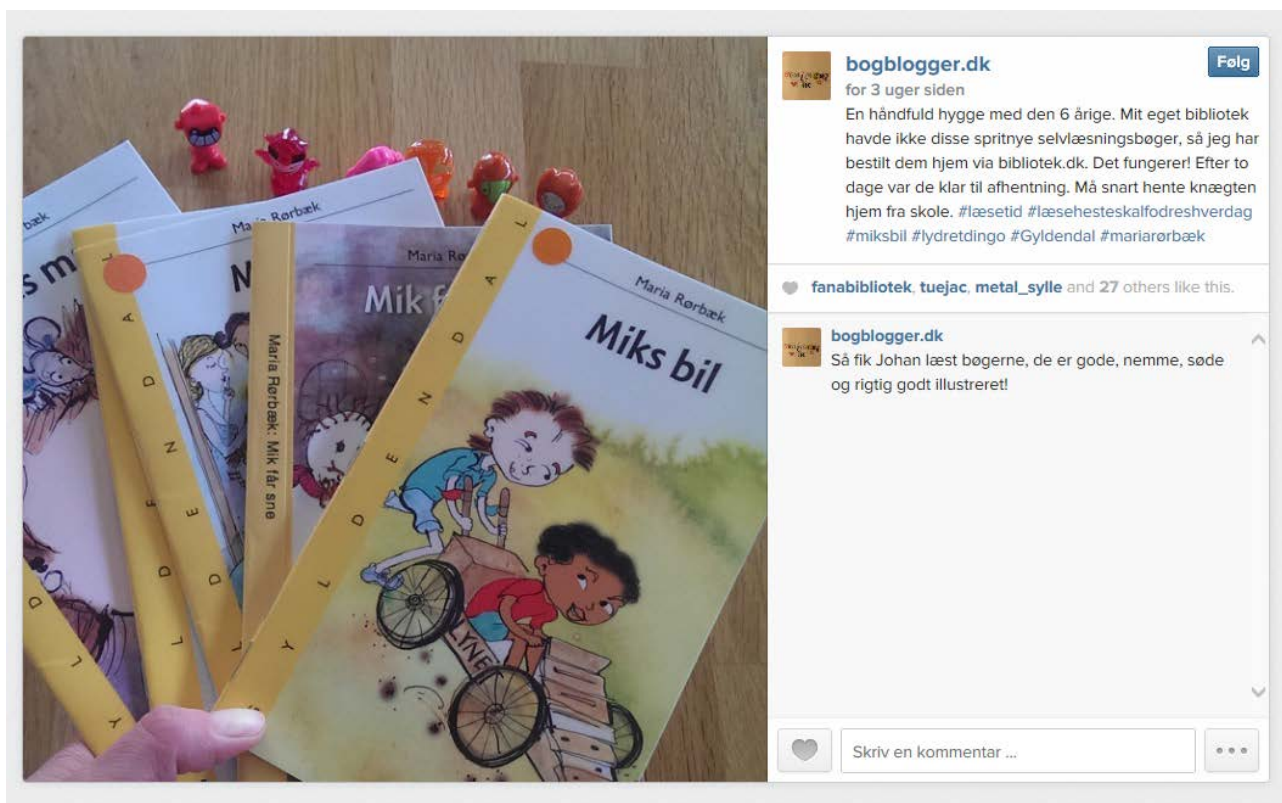 Maria Rørbæk
Maria Rørbæk
Mik f
Miks bil
GYLDENDAL
Maria Rørbæk: Mik får sne
LYNE
bogblogger.dk
Følg
for 3 uger siden
En håndfuld hygge med den 6 årige. Mit eget bibliotek
havde ikke disse spritnye selvlæsningsbøger, så jeg har
bestilt dem hjem via bibliotek.dk. Det fungerer! Efter to
dage var de klar til afhentning. Må snart hente knægten
hjem fra skole. #læsetid #læsehesteskalfodreshverdag
#miksbil #lydretdingo #Gyldendal #mariarørbæk
fanabibliotek, tuejac, metal_sylle and 27 others like this.
bogblogger.dk
Så fik Johan læst bøgerne, de er gode, nemme, søde
og rigtig godt illustreret!
Skriv en kommentar ...